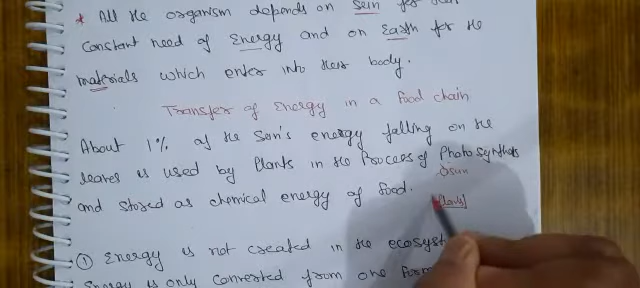 * All the organism depends on sun for
constant need of Energy and on Earth for the
materials which enter into their body.
Transfer of Energy in a Food chain
About 1% of the Son's energy falling on the
leaves is used by Plants in the Process of Photosynthesis
and stored as chemical energy of food.
Osun
Plants
① Energy is not created in the ecosyst
Energy is only converted from one form